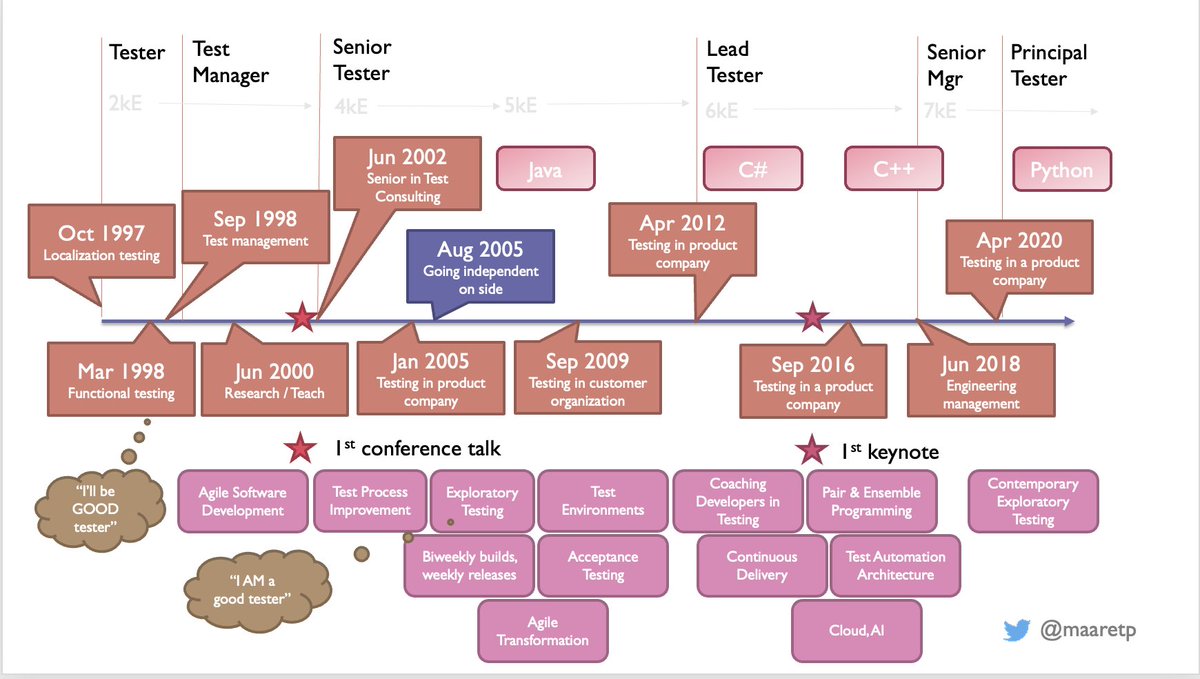 Tester
Test
Manager
Senior
Tester
Lead
Tester
Senior
Mgr
Principal
Tester
2kE
4kE
5kE
6kE
7kE
Java
C#
C++
Python
Oct 1997
Localization testing
Sep 1998
Test management
Jun 2002
Senior in Test
Consulting
Aug 2005
Going independent
on side
Apr 2012
Testing in product
company
Apr 2020
Testing in a product
company
Mar 1998
Functional testing
Jun 2000
Research / Teach
Jan 2005
Testing in product
company
Sep 2009
Testing in customer
organization
Sep 2016
Testing in a product
company
Jun 2018
Engineering
management
1st conference talk
1st keynote
"I'll be
GOOD
tester"
"I AM a
good tester"
Agile Software
Development
Test Process
Improvement
Exploratory
Testing
Test
Environments
Coaching
Developers in
Testing
Pair & Ensemble
Programming
Contemporary
Exploratory
Testing
Biweekly builds,
weekly releases
Acceptance
Testing
Continuous
Delivery
Test Automation
Architecture
Agile
Transformation
Cloud, AI
@maaretp